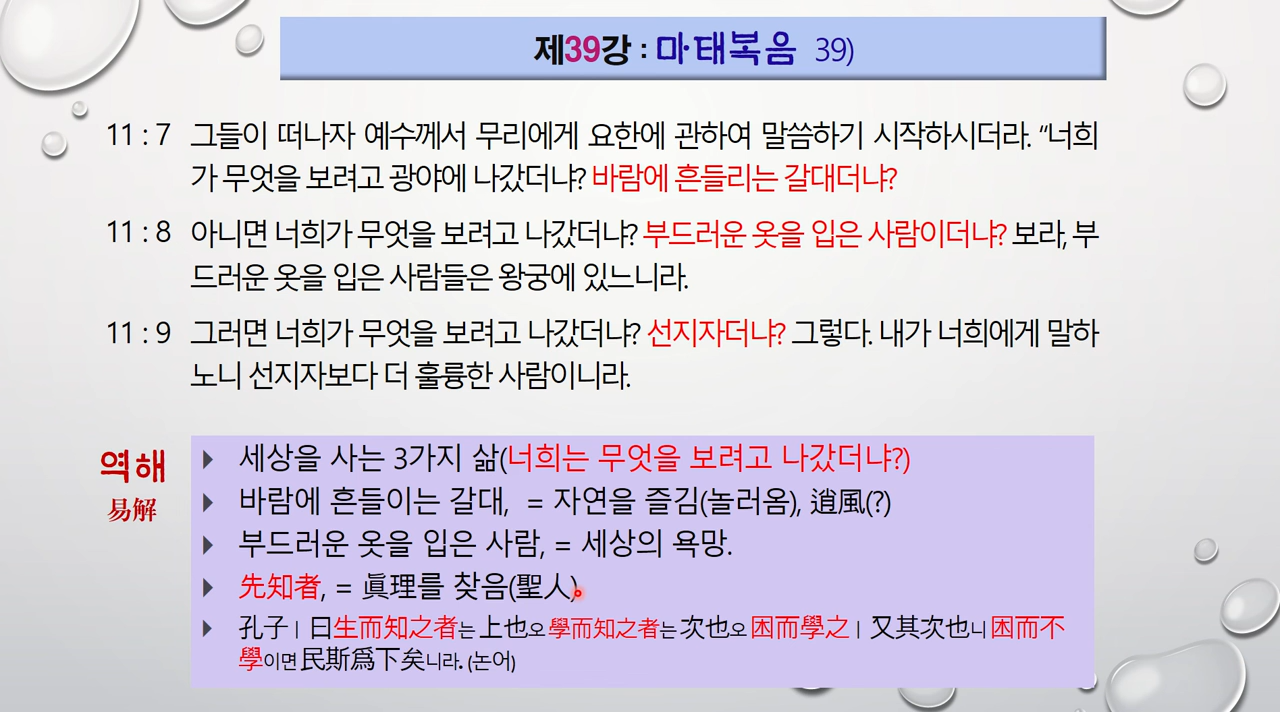 제39강 : 마태복음 39)
11 : 7 그들이 떠나자 예수께서 무리에게 요한에 관하여 말씀하기 시작하시더라. “너희
가 무엇을 보려고 광야에 나갔더냐? 바람에 흔들리는 갈대더냐?
11 : 8 아니면 너희가 무엇을 보려고 나갔더냐? 부드러운 옷을 입은 사람이더냐? 보라, 부
드러운 옷을 입은 사람들은 왕궁에 있느니라.
11 : 9 그러면 너희가 무엇을 보려고 나갔더냐? 선지자더냐? 그렇다. 내가 너희에게 말하
노니 선지자보다 더 훌륭한 사람이니라.
역해
易解
세상을 사는 3가지 삶(너희는 무엇을 보려고 나갔더냐?)
바람에 흔들이는 갈대, = 자연을 즐김(놀러옴), 逍風(?)
부드러운 옷을 입은 사람, = 세상의 욕망.
先知者, = 眞理를 찾음(聖人)
孔子ㅣ 曰生而知之者는 上也오 學而知之者는 次也오 困而學之ㅣ 又其次也니 困而不
學이면 民斯爲下矣니라. (논어)